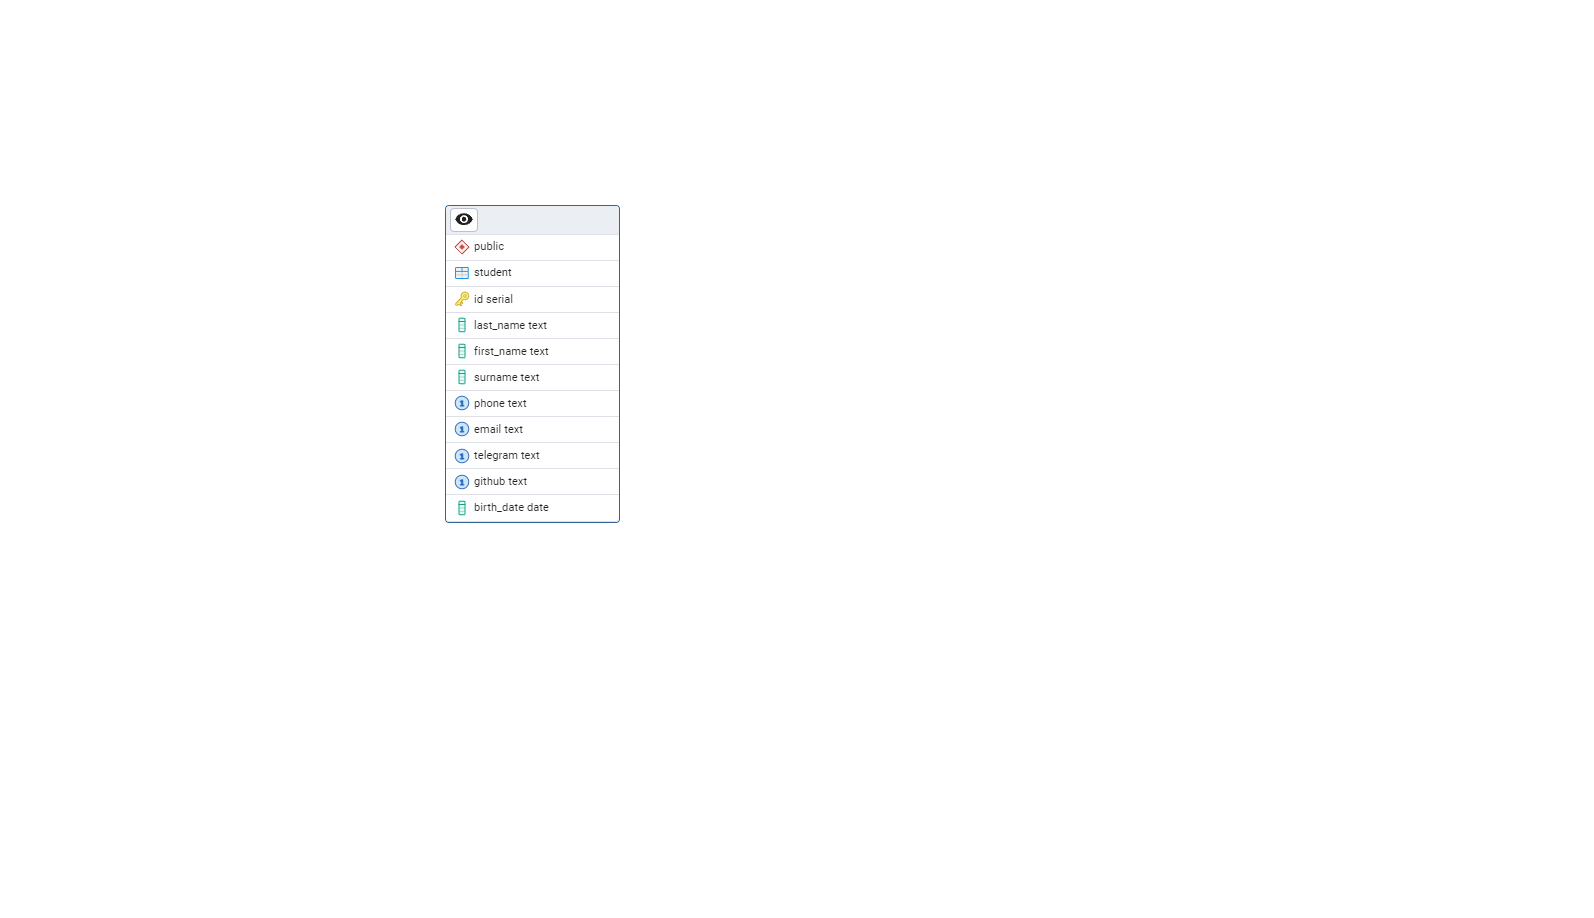 public
student
id serial
last_name text
first_name text
surname text
phone text
email text
telegram text
github text
birth_date date